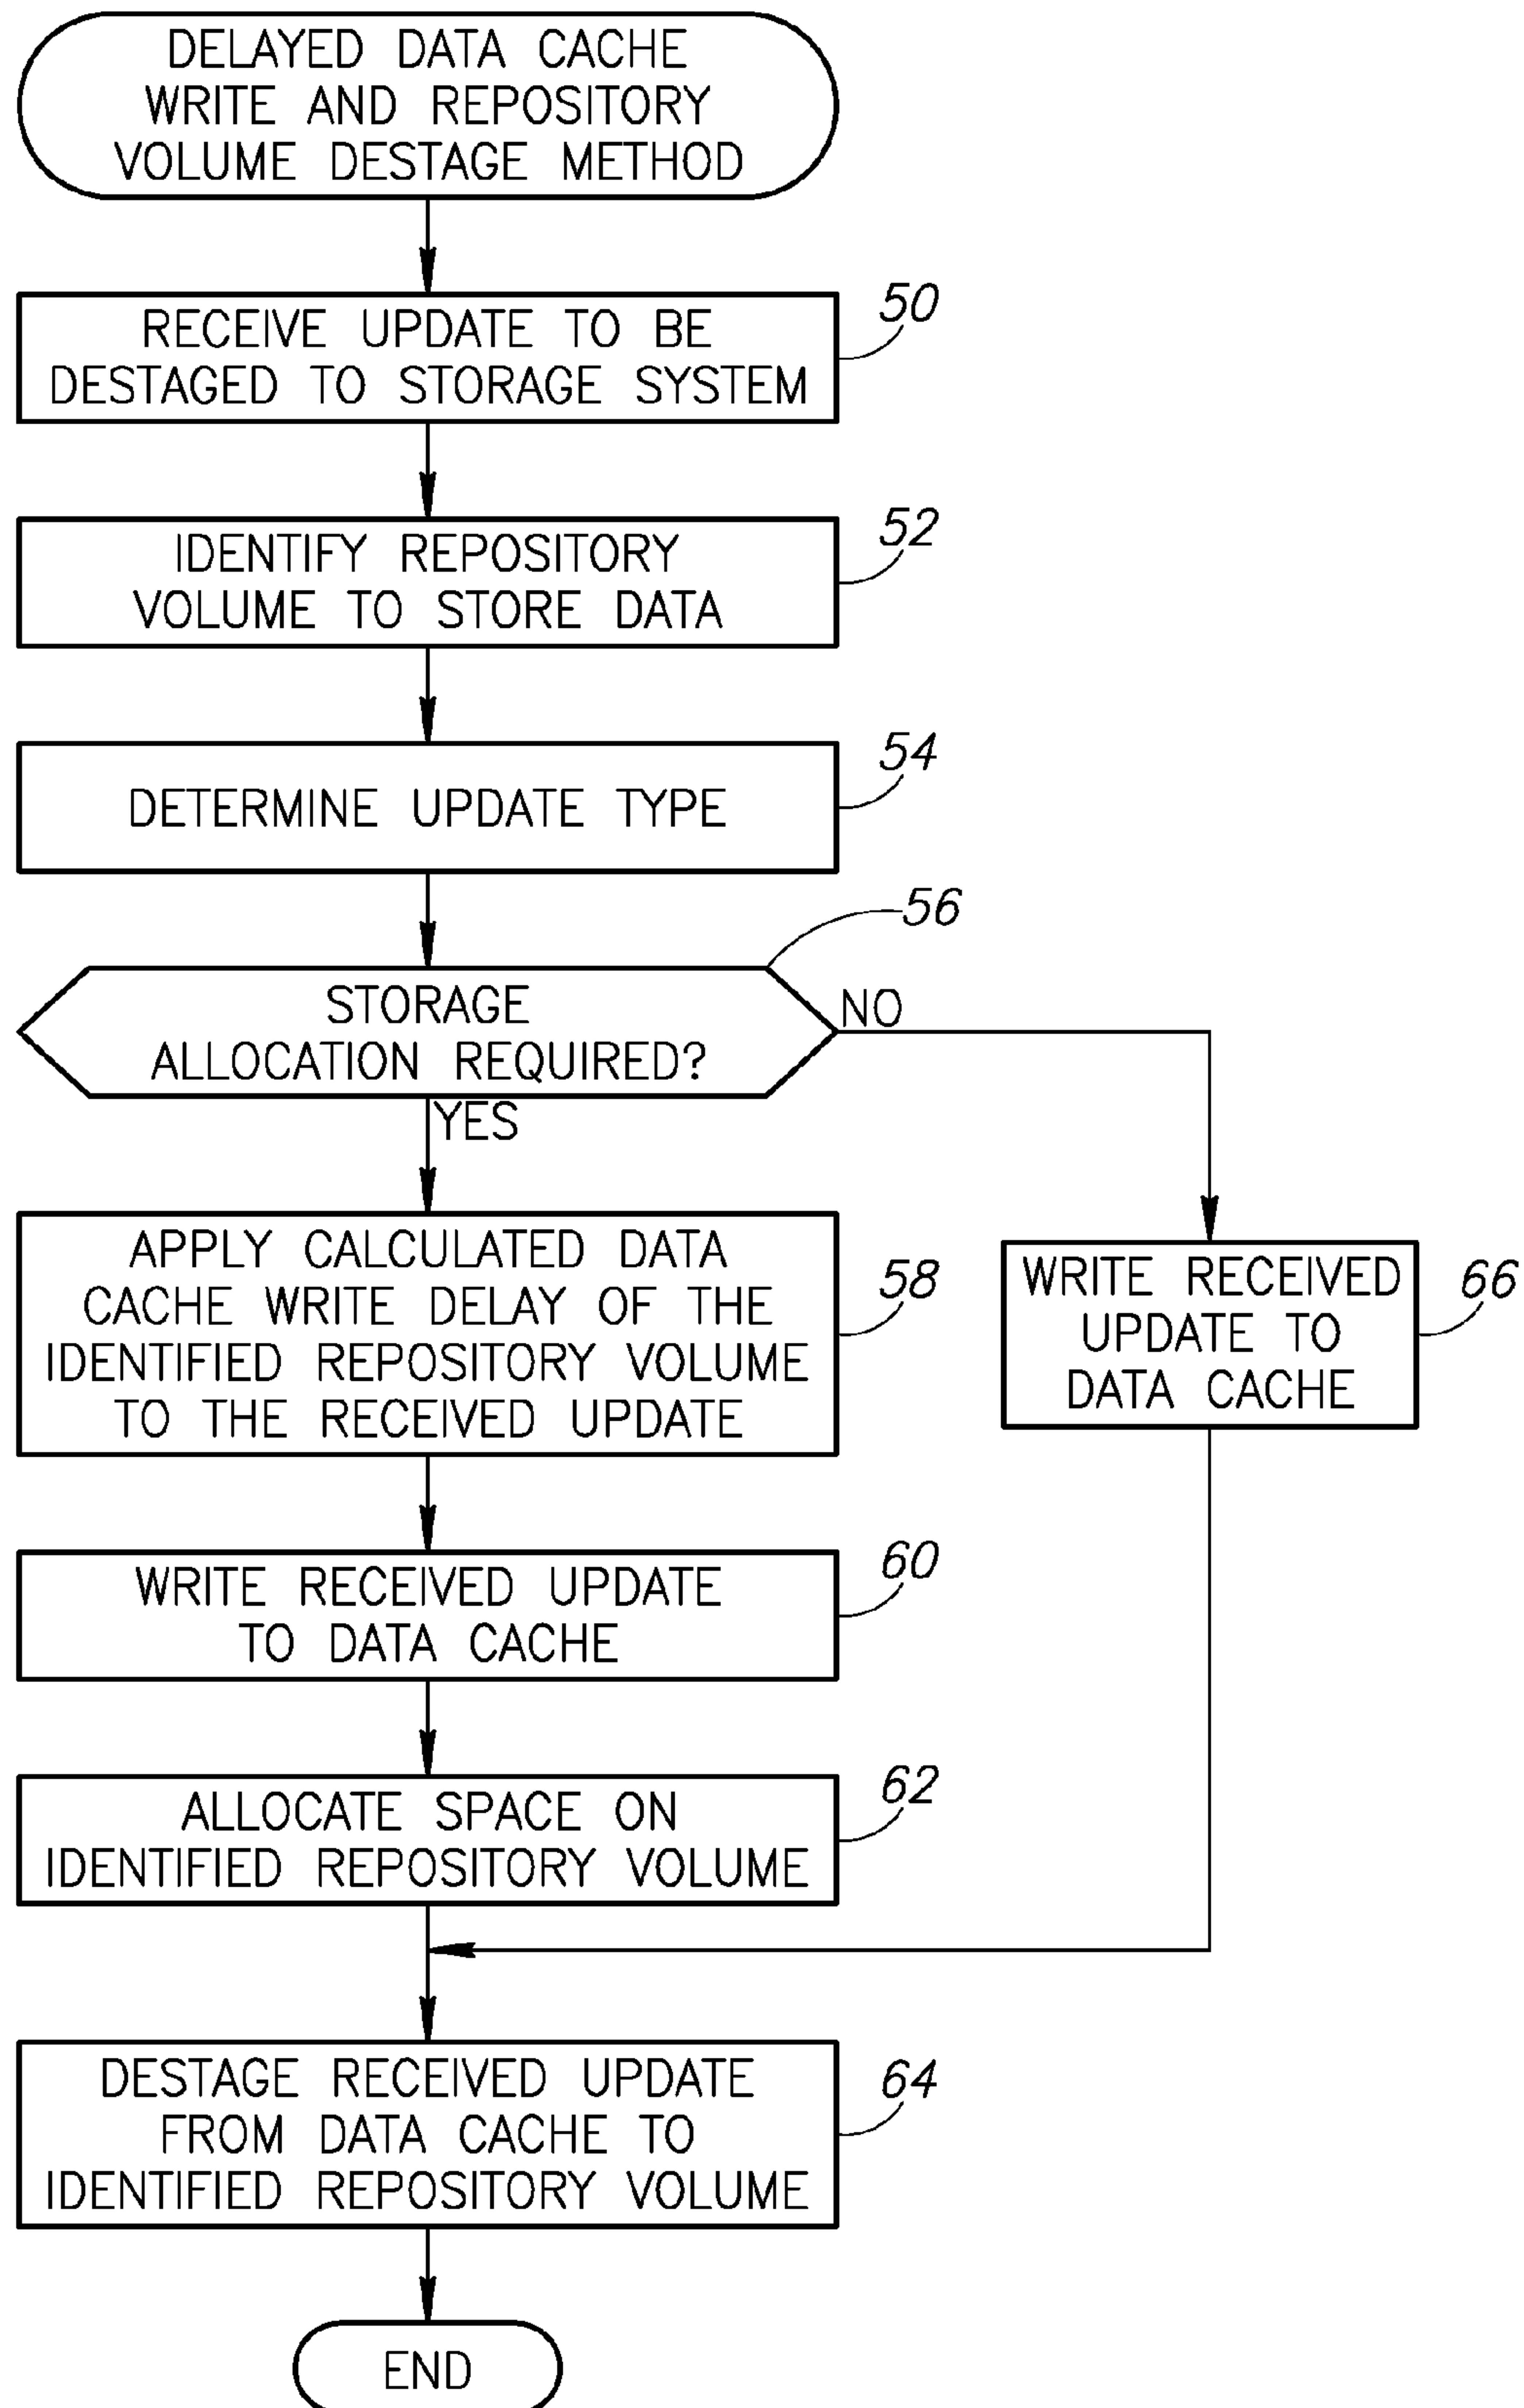 DELAYED DATA CACHE
WRITE AND REPOSITORY
VOLUME DESTAGE METHOD
50
RECEIVE UPDATE TO BE
DESTAGED TO STORAGE SYSTEM
52
IDENTIFY REPOSITORY
VOLUME TO STORE DATA
54
DETERMINE UPDATE TYPE
56
STORAGE
ALLOCATION REQUIRED?
NO
YES
APPLY CALCULATED DATA
CACHE WRITE DELAY OF THE
IDENTIFIED REPOSITORY VOLUME
TO THE RECEIVED UPDATE
58
WRITE RECEIVED
UPDATE TO
DATA CACHE
66
WRITE RECEIVED UPDATE
TO DATA CACHE
60
ALLOCATE SPACE ON
IDENTIFIED REPOSITORY VOLUME
62
DESTAGE RECEIVED UPDATE
FROM DATA CACHE TO
IDENTIFIED REPOSITORY VOLUME
64
END